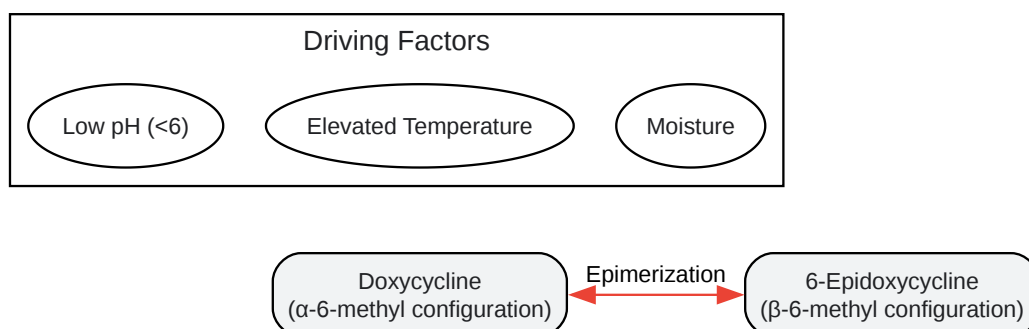 Driving Factors
Low pH (<6)
Elevated Temperature
Moisture
Doxycycline
(α-6-methyl configuration)
Epimerization
6-Epidoxycycline
(β-6-methyl configuration)